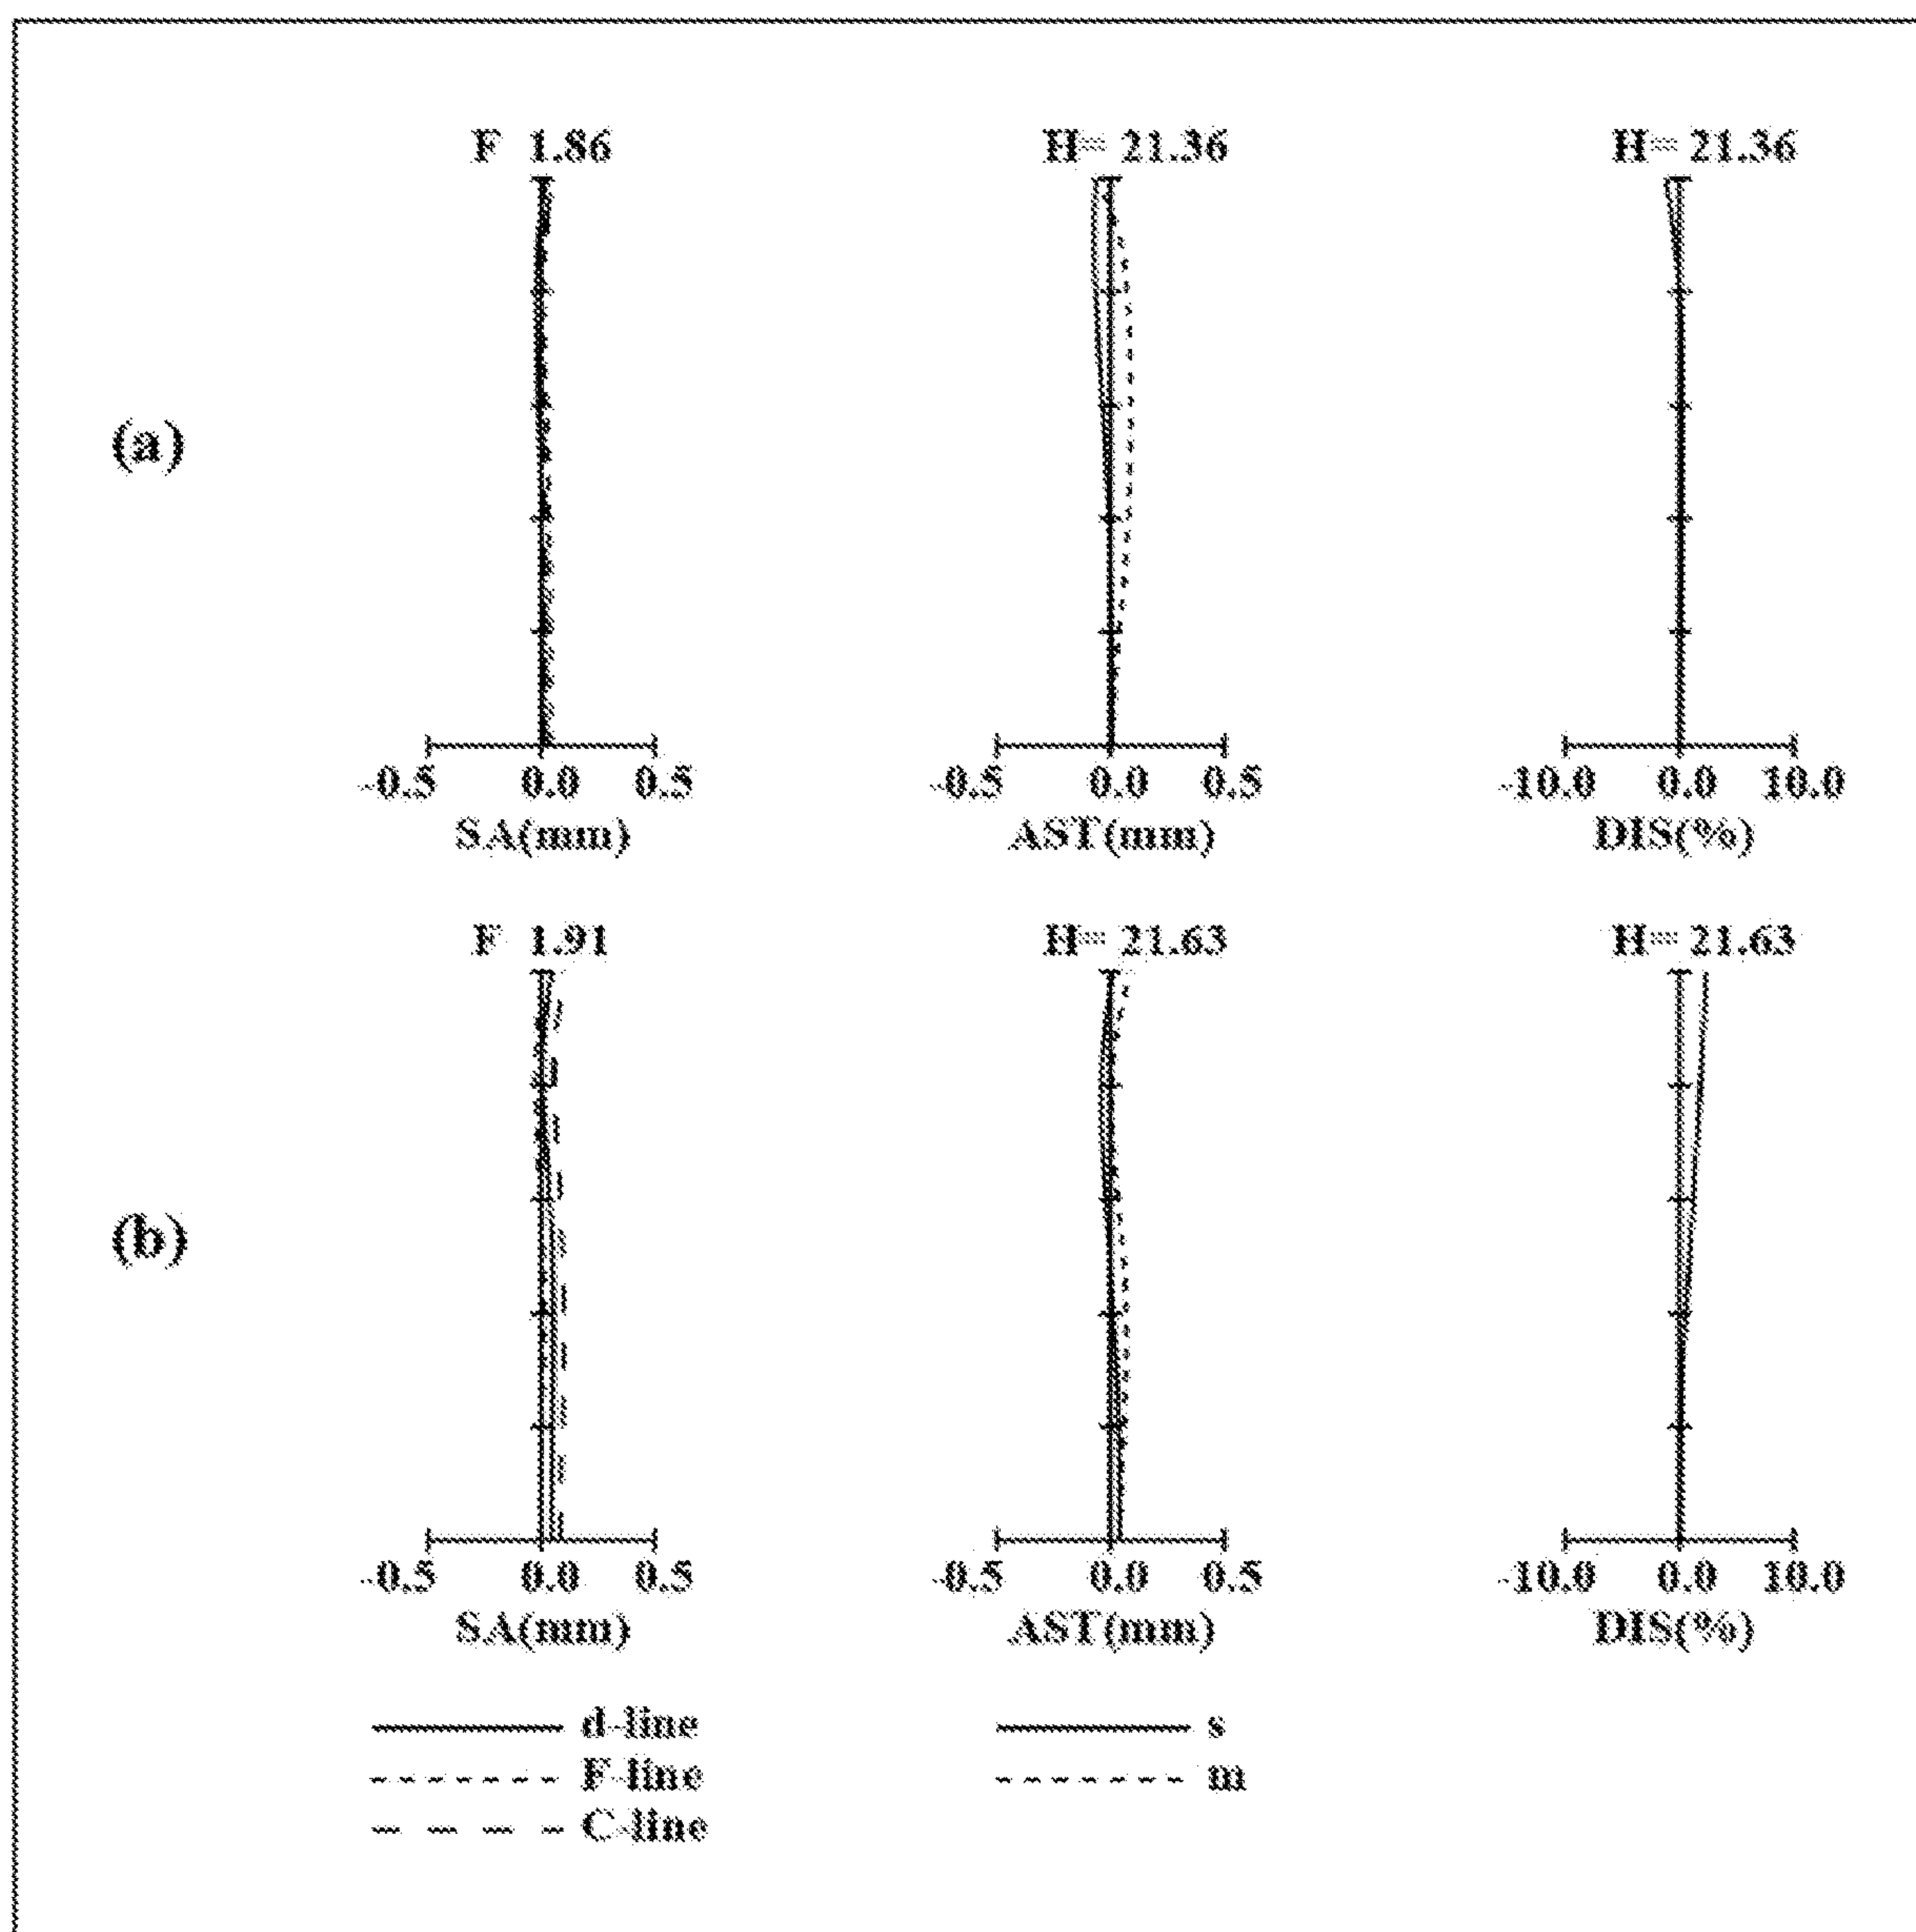 F 1.86 H= 21.36 H= 21.36
(a)
-0.5 0.0 0.5 -0.5 0.0 0.5 -10.0 0.0 10.0
SA(mm) AST(mm) DIS(%)
F 1.91 H= 21.63 H= 21.63
(b)
-0.5 0.0 0.5 -0.5 0.0 0.5 -10.0 0.0 10.0
SA(mm) AST(mm) DIS(%)
d-line s
F-line m
C-line